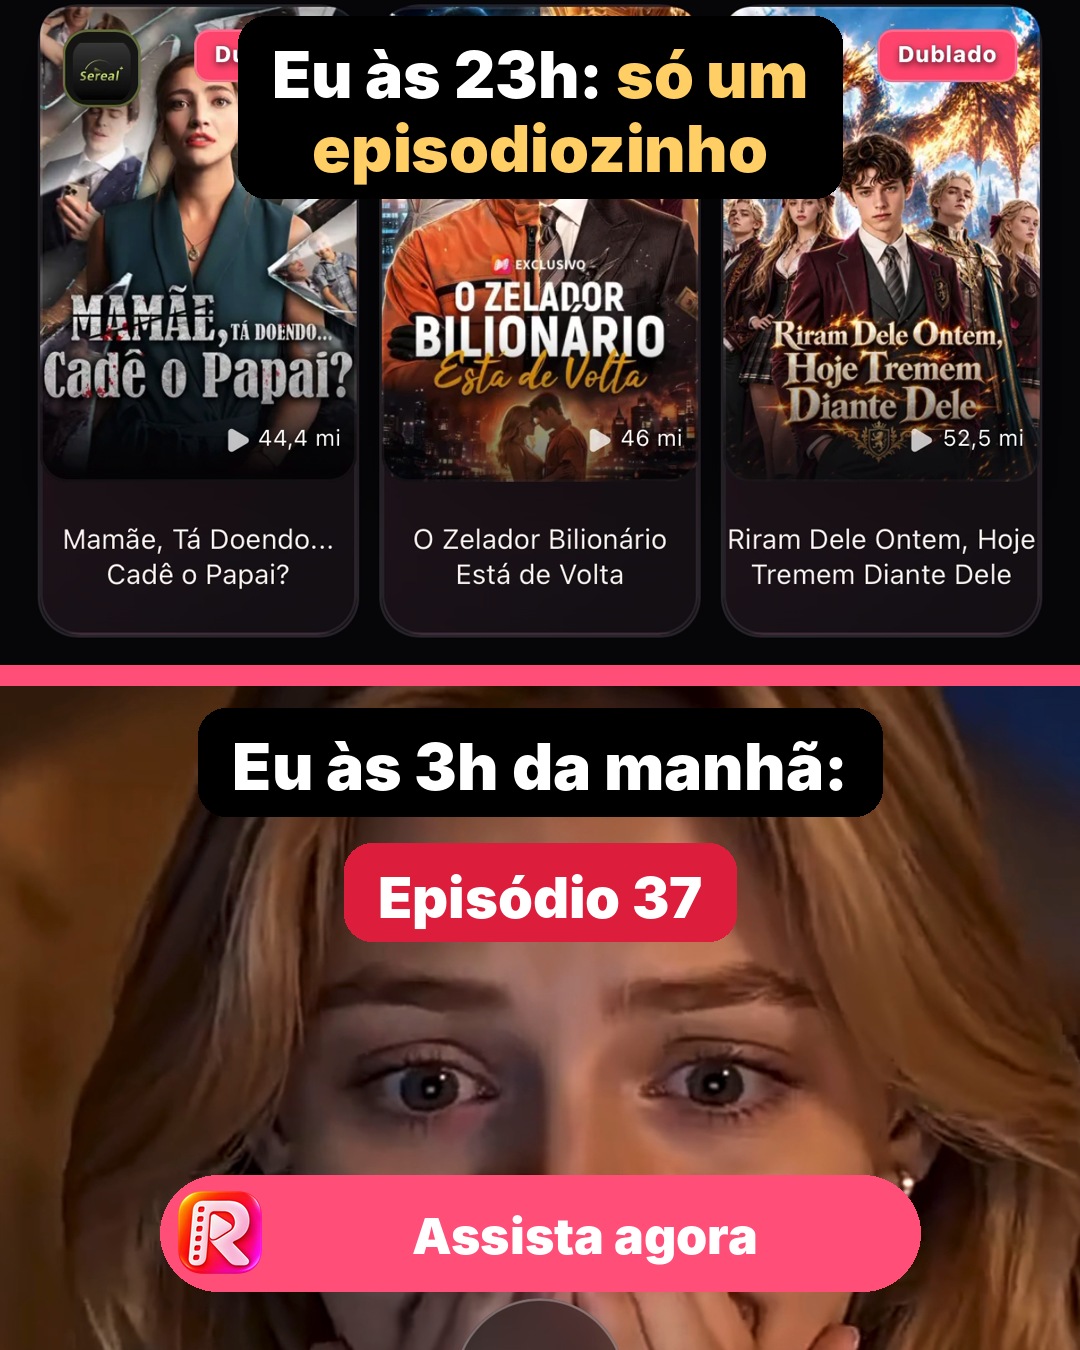 Sereal+
Du
Eu às 23h: só um
episodiozinho
Dublado
MAMÃE, TÁ DOENDO...
Cadê o Papai?
44,4 mi
EXCLUSIVO
O ZELADOR
BILIONÁRIO
Está de Volta
46 mi
Riram Dele Ontem,
Hoje Tremem
Diante Dele
52,5 mi
Mamãe, Tá Doendo...
Cadê o Papai?
O Zelador Bilionário
Está de Volta
Riram Dele Ontem, Hoje
Tremem Diante Dele
Eu às 3h da manhã:
Episódio 37
R
Assista agora